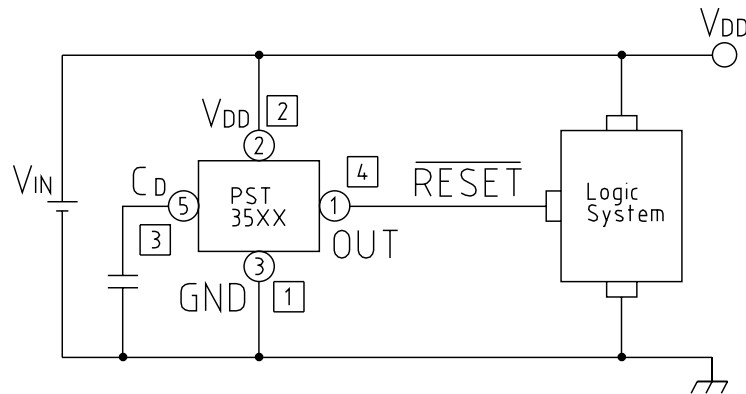 VDD
VDD 2
2
VIN
CD
5
PST
35XX
1
4
RESET
Logic
System
3
OUT
3
GND
1